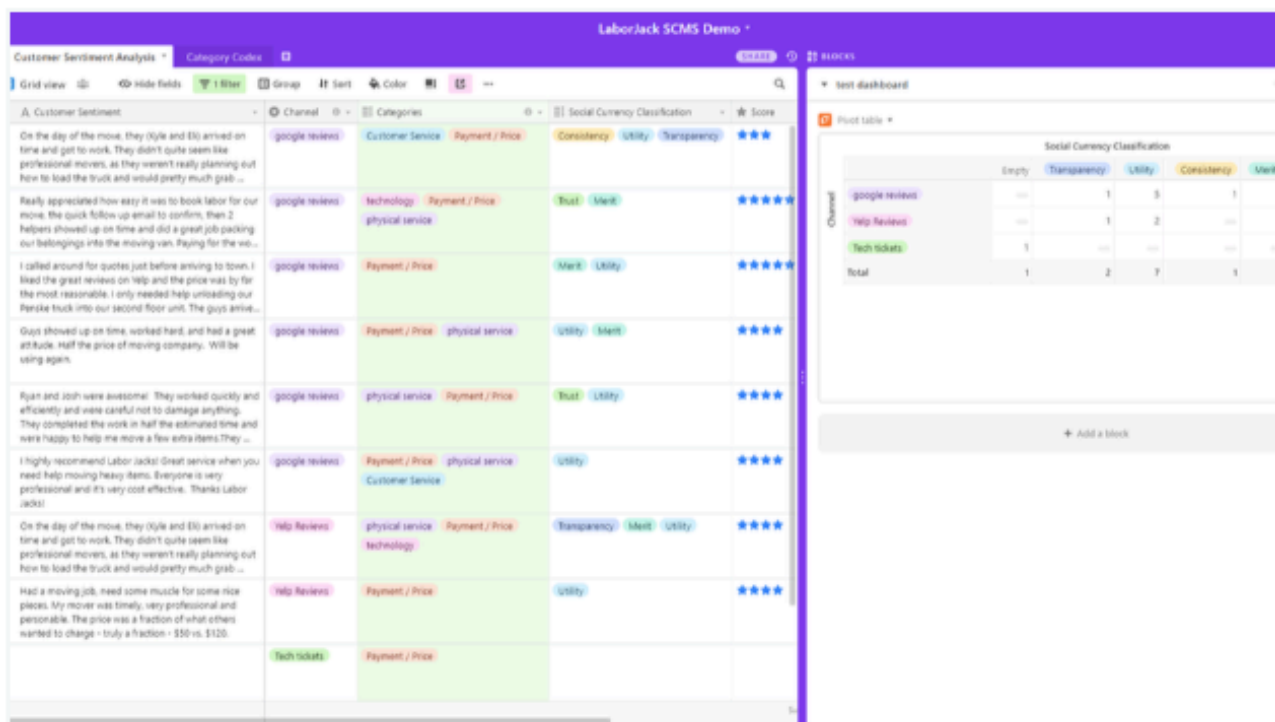 LaborJack SCMS Demo
Customer Sentiment Analysis
Category Codex
SHARE
BLOCKS
Grid view
Hide fields
1 filter
Group
Sort
Color
...
test dashboard
Customer Sentiment
Channel
Categories
Social Currency Classification
Score
On the day of the move, they (Kyle and Eli) arrived on
time and got to work. They didn't quite seem like
professional movers, as they weren't really planning out
how to load the truck and would pretty much grab ...
google reviews
Customer Service Payment / Price
Consistency Utility Transparency
Really appreciated how easy it was to book labor for our
move, the quick follow up email to confirm, then 2
helpers showed up on time and did a great job packing
our belongings into the moving van. Paying for the wo...
google reviews
technology Payment / Price
physical service
Trust Merit
I called around for quotes just before arriving to town. I
liked the great reviews on Yelp and the price was by far
the most reasonable. I only needed help unloading our
Penske truck into our second floor unit. The guys arrive...
google reviews
Payment / Price
Merit Utility
Guys showed up on time, worked hard, and had a great
attitude. Half the price of moving company. Will be
using again.
google reviews
Payment / Price physical service
Utility Merit
Ryan and Josh were awesome! They worked quickly and
efficiently and were careful not to damage anything.
They completed the work in half the estimated time and
were happy to help me move a few extra items.They ...
google reviews
physical service Payment / Price
Trust Utility
I highly recommend Labor Jacks! Great service when you
need help moving heavy items. Everyone is very
professional and it's very cost effective. Thanks Labor
Jacks!
google reviews
Payment / Price physical service
Customer Service
Utility
On the day of the move, they (Kyle and Eli) arrived on
time and got to work. They didn't quite seem like
professional movers, as they weren't really planning out
how to load the truck and would pretty much grab ...
Yelp Reviews
physical service Payment / Price
technology
Transparency Merit Utility
Had a moving job, need some muscle for some nice
pieces. My mover was timely, very professional and
personable. The price was a fraction of what others
wanted to charge - truly a fraction - $50 vs. $120.
Yelp Reviews
Payment / Price
Utility
Tech tickets
Payment / Price
Pivot table
Social Currency Classification
Empty Transparency Utility Consistency Merit
Channel
google reviews 1 5 1
Yelp Reviews 1 2
Tech tickets 1
Total 1 2 7 1
+ Add a block